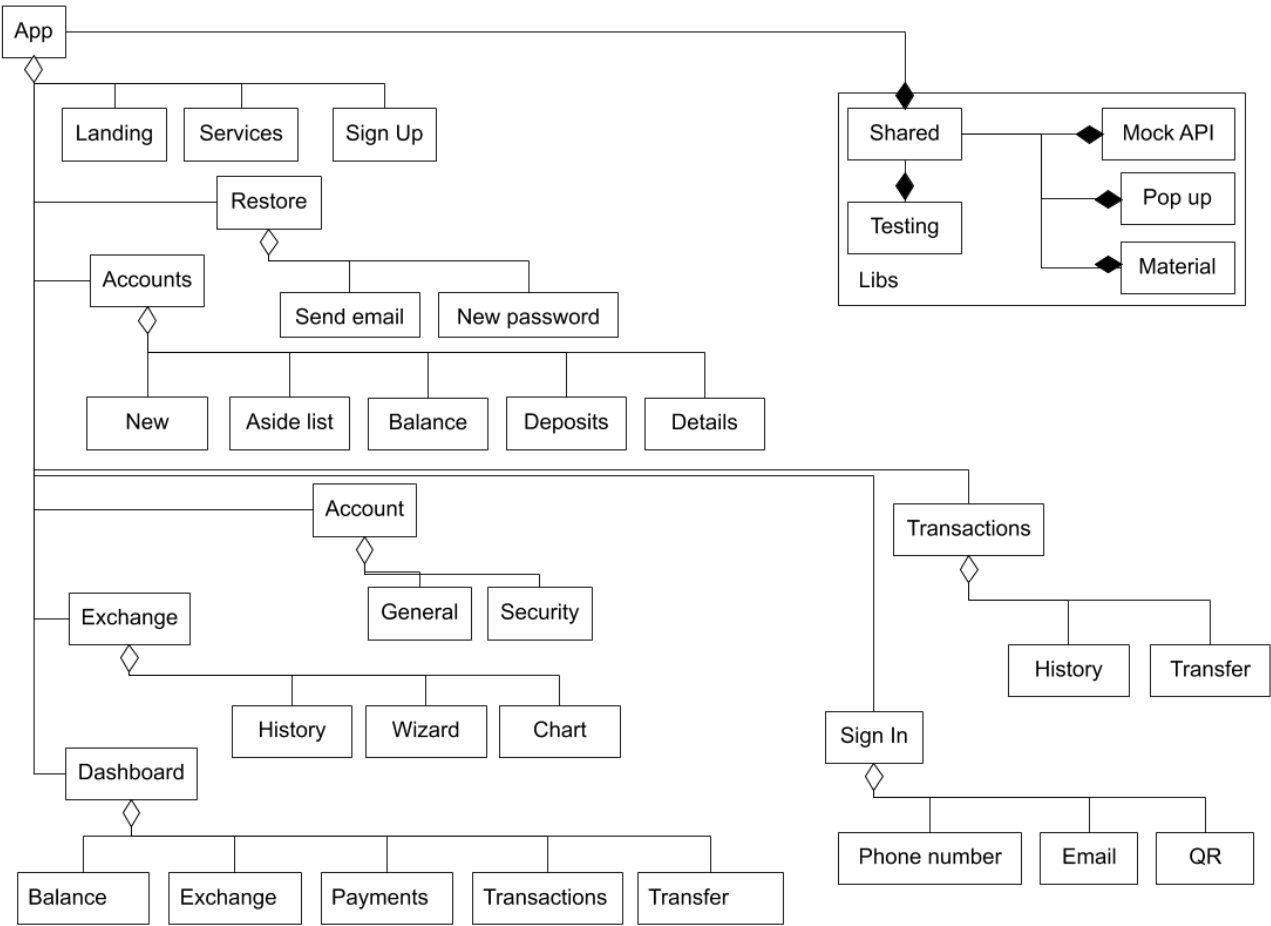 App
Landing
Services
Sign Up
Shared
Mock API
Restore
Pop up
Testing
Accounts
Libs
Material
Send email
New password
New
Aside list
Balance
Deposits
Details
Account
Transactions
Exchange
General
Security
History
Transfer
History
Wizard
Chart
Sign In
Dashboard
Phone number
Email
QR
Balance
Exchange
Payments
Transactions
Transfer